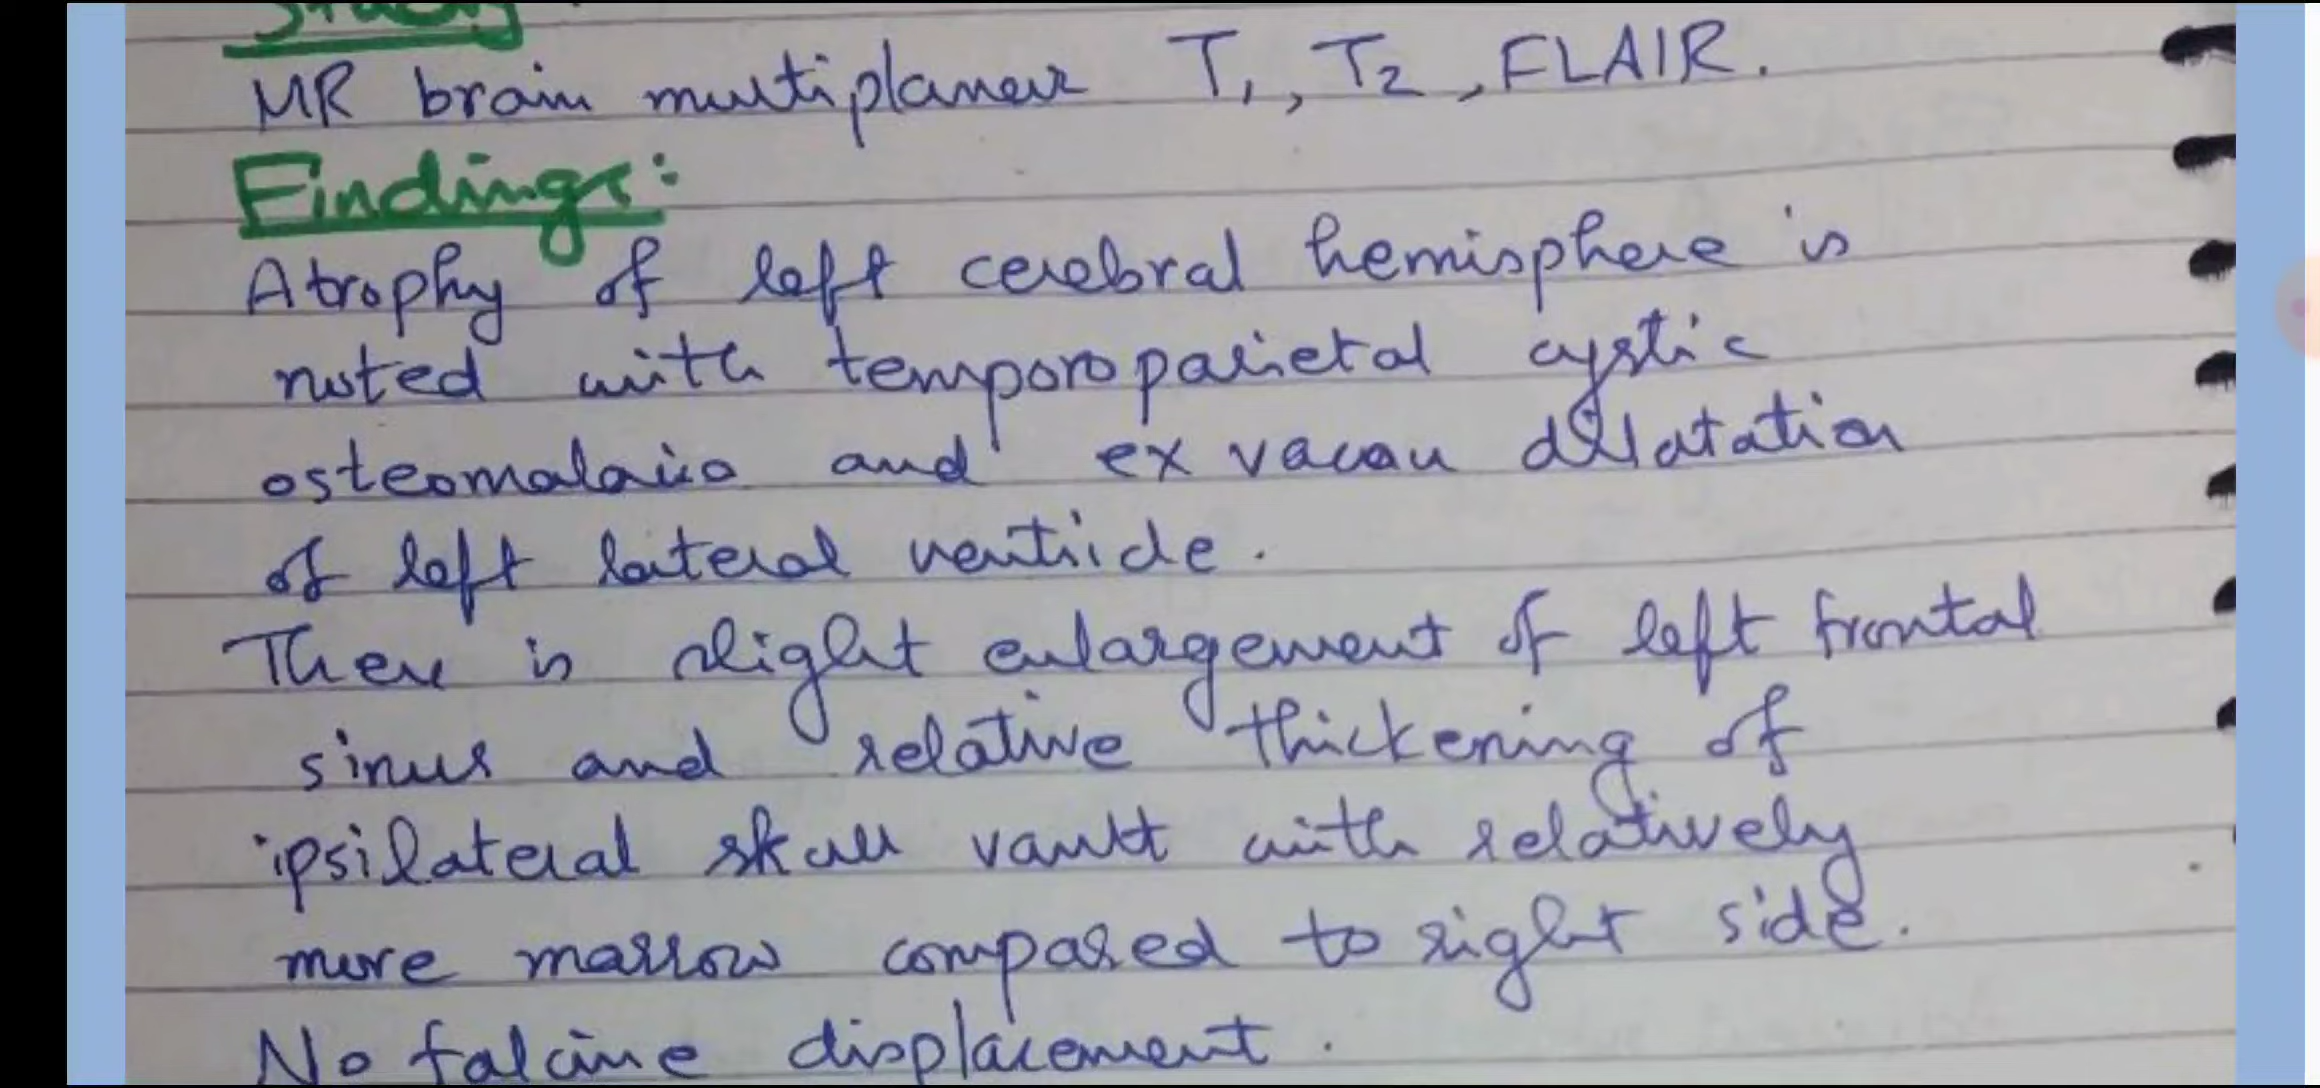 Study
MR brain multiplaner T1, T2, FLAIR.
Findings:
Atrophy of left cerebral hemisphere is
noted with temporoparietal cystic
osteomalacia and ex vacau dilatation
of left lateral ventricle.
There is slight enlargement of left frontal
sinus and relative thickening of
ipsilateral skull vault with relatively
more marrow compared to right side.
No falcine displacement.